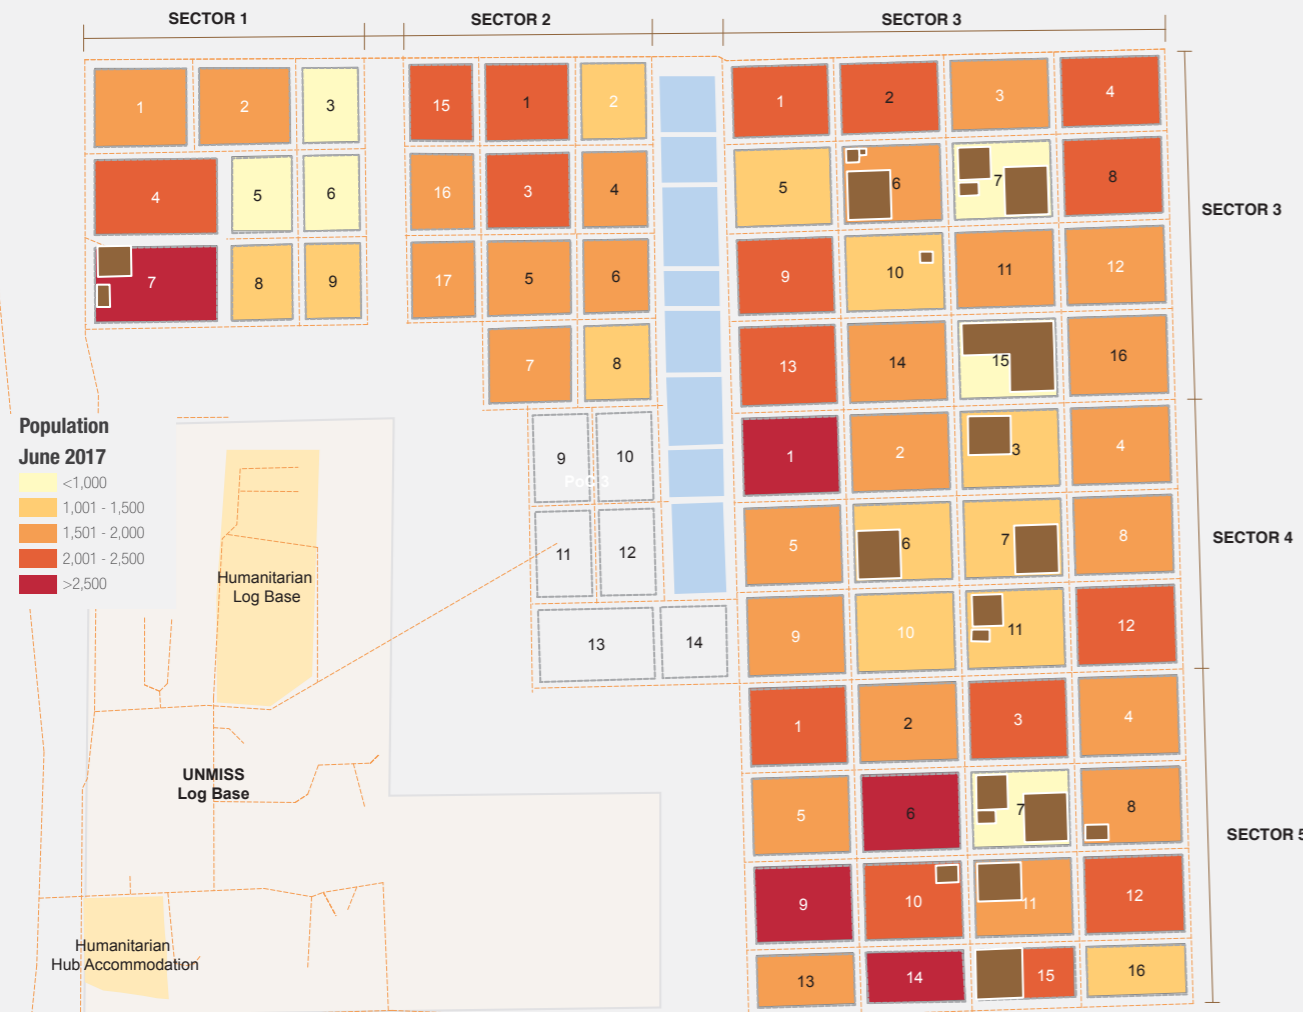 SECTOR 1 SECTOR 2 SECTOR 3
1 2 3 15 1 2 1 2 3 4
4 5 6 16 3 4 5 6 7 8
SECTOR 3
7 8 9 17 5 6 9 10 11 12
7 8 13 14 15 16
Population
June 2017
<1,000
1,001 - 1,500
1,501 - 2,000
2,001 - 2,500
>2,500
9 10 1 2 3 4
PoC 3
11 12 5 6 7 8
SECTOR 4
Humanitarian
Log Base
13 14 9 10 11 12
1 2 3 4
UNMISS
Log Base
5 6 7 8
SECTOR 5
9 10 11 12
Humanitarian
Hub Accommodation
13 14 15 16